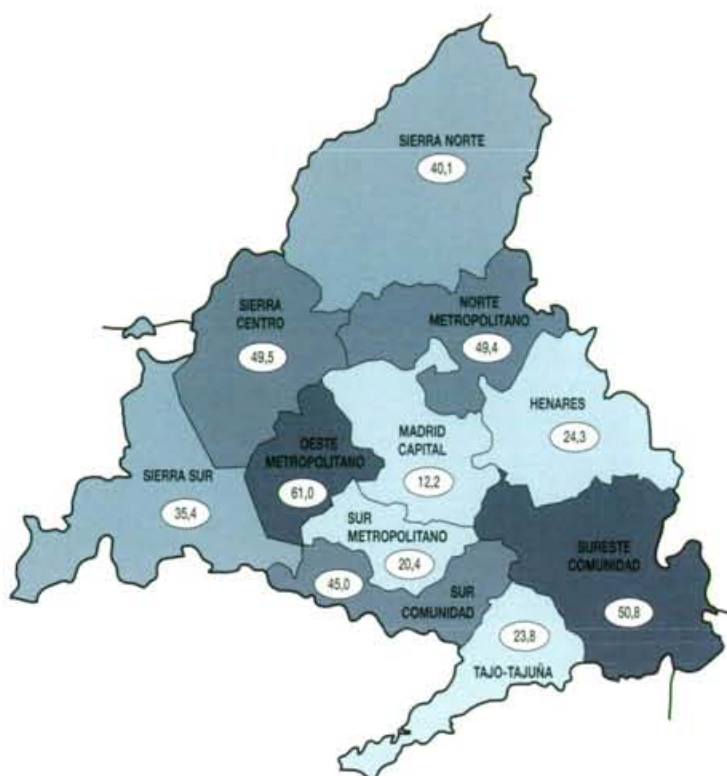 SIERRA NORTE
40,1
SIERRA
CENTRO
49,5
NORTE
METROPOLITANO
49,4
HENARES
24,3
OESTE
METROPOLITANO
61,0
MADRID
CAPITAL
12,2
SIERRA SUR
35,4
SUR
METROPOLITANO
20,4
SURESTE
COMUNIDAD
50,8
45,0
SUR
COMUNIDAD
23,8
TAJO-TAJUÑA